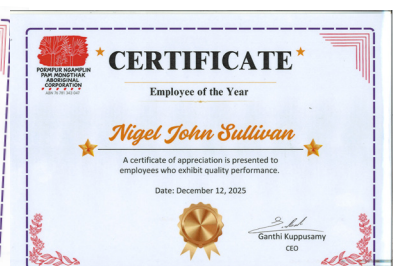 PORMPUR NGAMPLIN
PAM MONGTHAK
ABORIGINAL
CORPORATION
CERTIFICATE
Employee of the Year
Nigel John Sullivan
A certificate of appreciation is presented to
employees who exhibit quality performance.
Date: December 12, 2025
Ganthi Kuppusamy
CEO